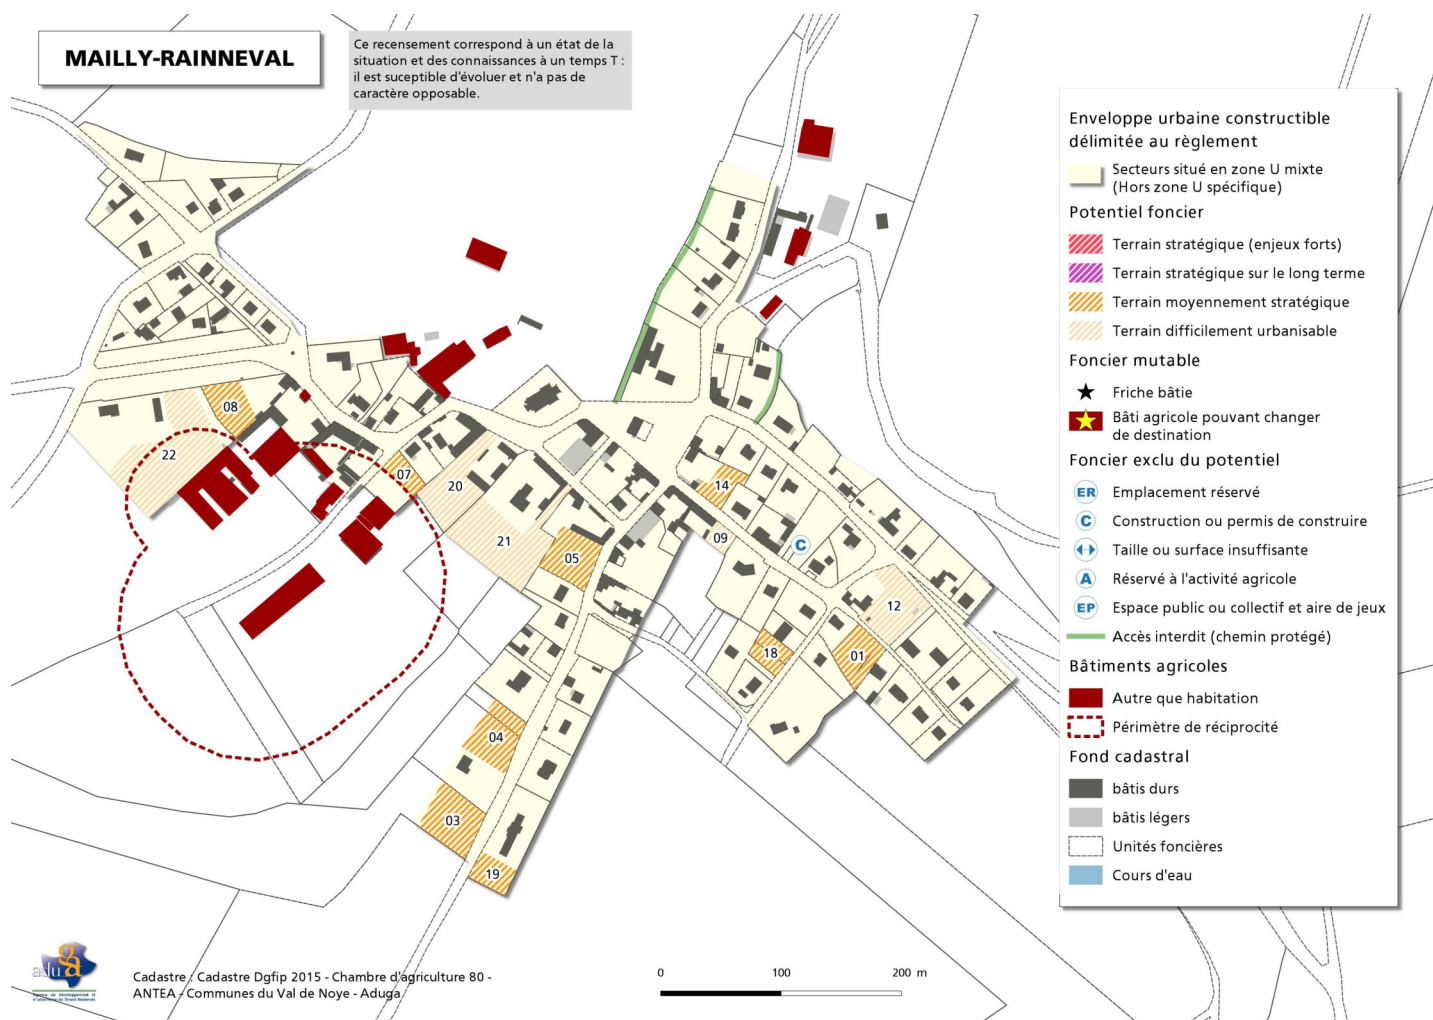 MAILLY-RAINNEVAL
Ce recensement correspond à un état de la
situation et des connaissances à un temps T :
il est suceptible d'évoluer et n'a pas de
caractère opposable.
Enveloppe urbaine constructible
délimitée au règlement
Secteurs situé en zone U mixte
(Hors zone U spécifique)
Potentiel foncier
Terrain stratégique (enjeux forts)
Terrain stratégique sur le long terme
Terrain moyennement stratégique
Terrain difficilement urbanisable
Foncier mutable
Friche bâtie
Bâti agricole pouvant changer
de destination
Foncier exclu du potentiel
ER Emplacement réservé
C Construction ou permis de construire
Taille ou surface insuffisante
A Réservé à l'activité agricole
EP Espace public ou collectif et aire de jeux
Accès interdit (chemin protégé)
Bâtiments agricoles
Autre que habitation
Périmètre de réciprocité
Fond cadastral
bâtis durs
bâtis légers
Unités foncières
Cours d'eau
08
22
07
20
14
21
09
05
C
12
18
01
04
03
19
adu ga
Cadastre : Cadastre Dgfip 2015 - Chambre d'agriculture 80 -
ANTEA - Communes du Val de Noye - Aduga
0 100 200 m